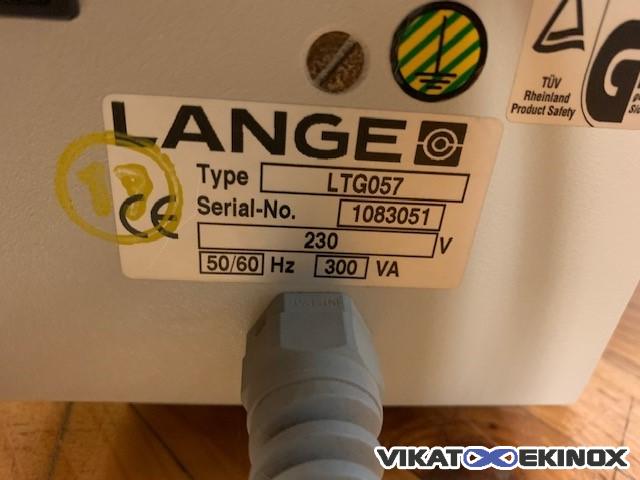 TÜV
Rheinland
Product Safety
G
LANGE
Type LTG057
Serial-No. 1083051
230 V
50/60 Hz 300 VA
CE
VIKAT EKINOX